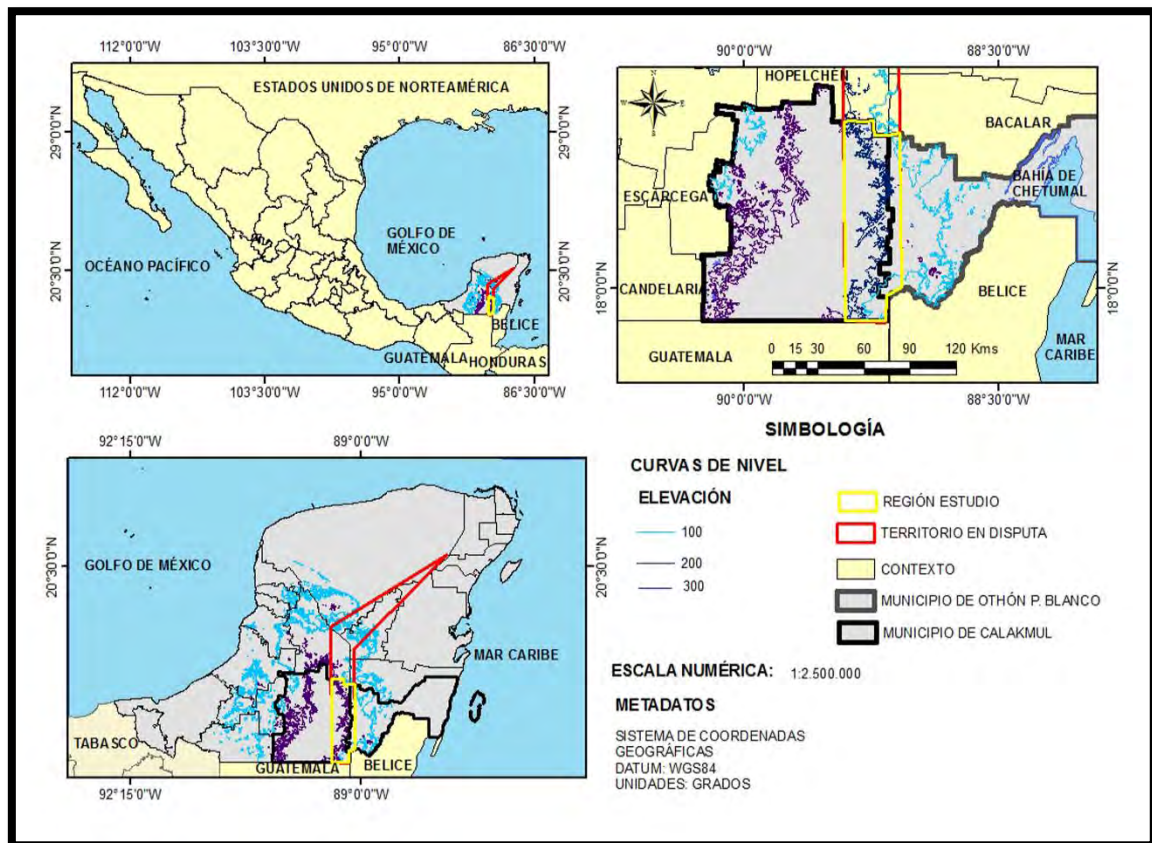 112°0'0"W 103°30'0"W 95°0'0"W 86°30'0"W
29°0'0"N
20°30'0"N
ESTADOS UNIDOS DE NORTEAMÉRICA
GOLFO DE
MÉXICO
OCÉANO PACÍFICO
BELICE
GUATEMALA
HONDURAS
29°0'0"N
20°30'0"N
112°0'0"W 103°30'0"W 95°0'0"W 86°30'0"W
90°0'0"W 88°30'0"W
HOPELCHÉN
N
W E
S
BACALAR
BAHÍA DE
CHETUMAL
ESCÁRCEGA
CANDELARIA
BELICE
18°0'0"N
18°0'0"N
MAR
CARIBE
GUATEMALA
0 15 30 60 90 120 Kms
90°0'0"W 88°30'0"W
92°15'0"W 89°0'0"W
20°30'0"N
GOLFO DE MÉXICO
20°30'0"N
MAR CARIBE
TABASCO
GUATEMALA
BELICE
92°15'0"W 89°0'0"W
SIMBOLOGÍA
CURVAS DE NIVEL
ELEVACIÓN
100
200
300
REGIÓN ESTUDIO
TERRITORIO EN DISPUTA
CONTEXTO
MUNICIPIO DE OTHÓN P. BLANCO
MUNICIPIO DE CALAKMUL
ESCALA NUMÉRICA: 1:2.500.000
METADATOS
SISTEMA DE COORDENADAS
GEOGRÁFICAS
DATUM: WGS84
UNIDADES: GRADOS